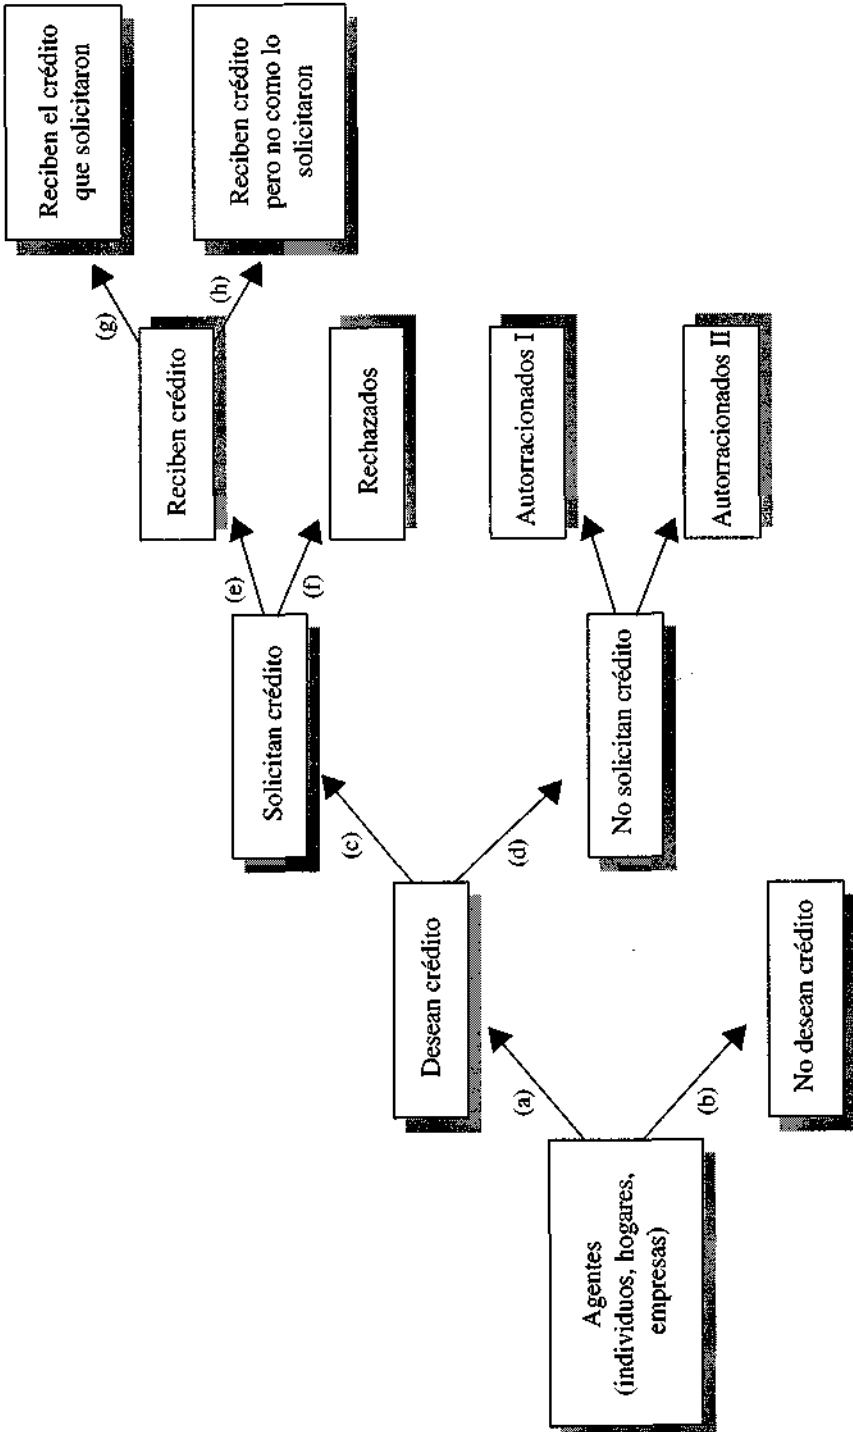 Agentes
(individuos, hogares,
empresas)
(a)
(b)
Desean crédito
No desean crédito
(c)
(d)
Solicitan crédito
No solicitan crédito
(e)
(f)
Reciben crédito
Rechazados
Autorracionados I
Autorracionados II
(g)
(h)
Reciben el crédito
que solicitaron
Reciben crédito
pero no como lo
solicitaron